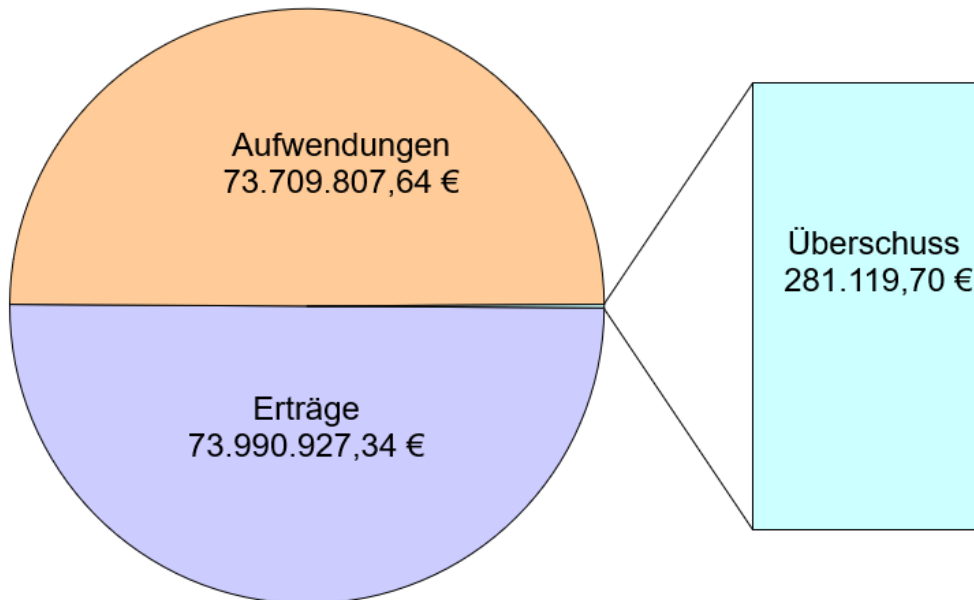 Aufwendungen
73.709.807,64 €
Überschuss
281.119,70 €
Erträge
73.990.927,34 €